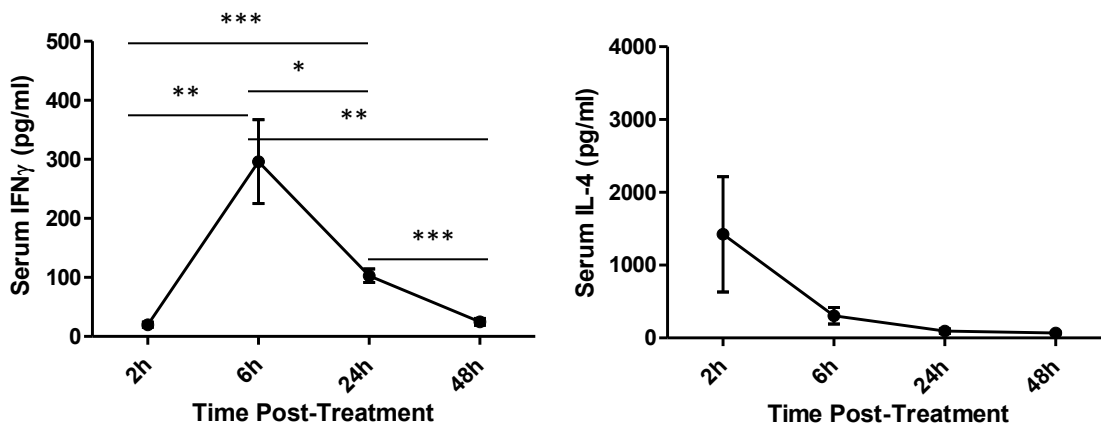 ***
500
*
400
**
**
300
200
***
100
0
Serum IFNγ (pg/ml)
2h
6h
24h
48h
Time Post-Treatment
4000
3000
2000
1000
0
Serum IL-4 (pg/ml)
2h
6h
24h
48h
Time Post-Treatment